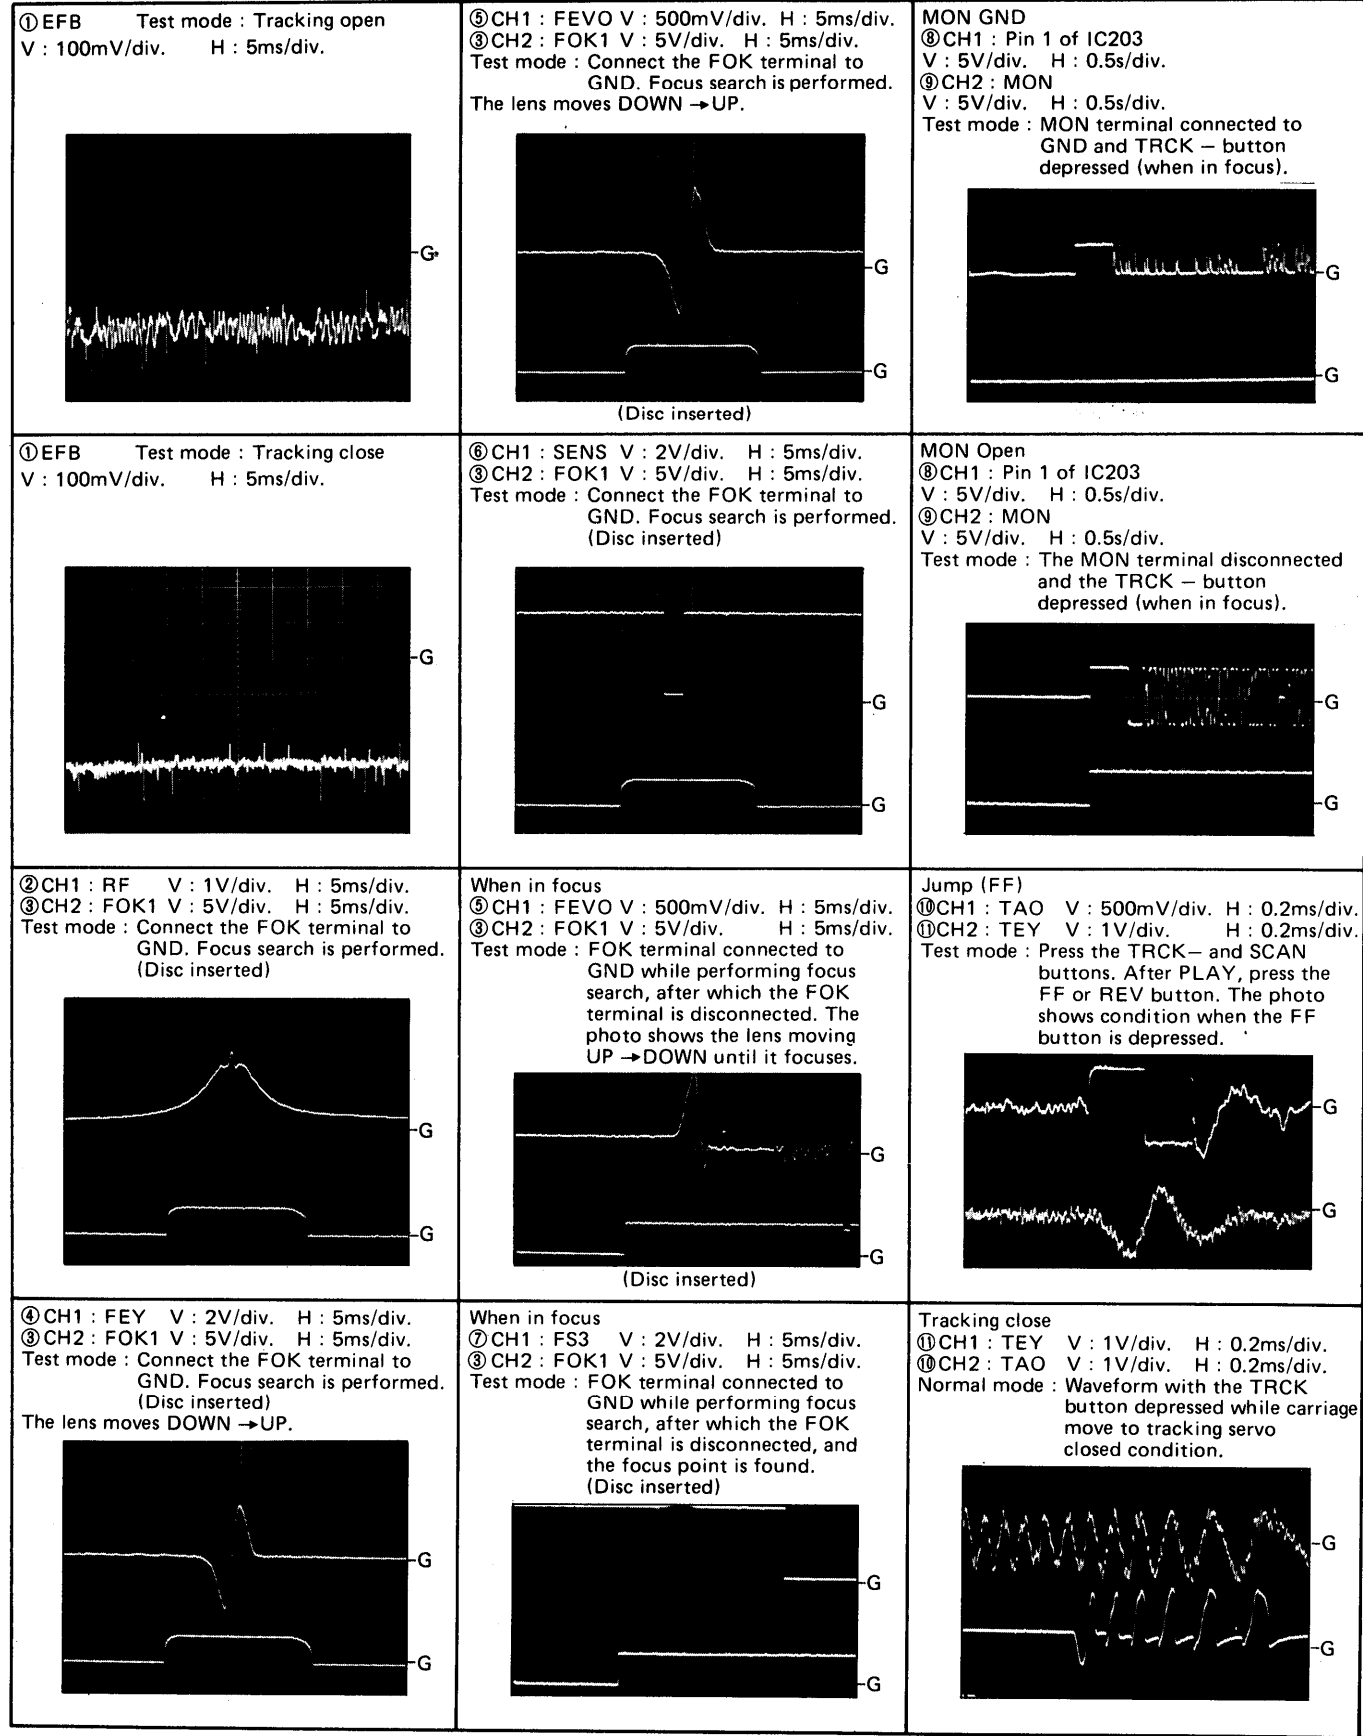 ①EFB Test mode : Tracking open
V : 100mV/div. H : 5ms/div.
G
①EFB Test mode : Tracking close
V : 100mV/div. H : 5ms/div.
G
②CH1 : RF V : 1V/div. H : 5ms/div.
③CH2 : FOK1 V : 5V/div. H : 5ms/div.
Test mode : Connect the FOK terminal to
GND. Focus search is performed.
(Disc inserted)
G
G
④CH1 : FEY V : 2V/div. H : 5ms/div.
③CH2 : FOK1 V : 5V/div. H : 5ms/div.
Test mode : Connect the FOK terminal to
GND. Focus search is performed.
(Disc inserted)
The lens moves DOWN →UP.
G
G
⑤CH1 : FEVO V : 500mV/div. H : 5ms/div.
③CH2 : FOK1 V : 5V/div. H : 5ms/div.
Test mode : Connect the FOK terminal to
GND. Focus search is performed.
The lens moves DOWN →UP.
G
G
(Disc inserted)
⑥CH1 : SENS V : 2V/div. H : 5ms/div.
③CH2 : FOK1 V : 5V/div. H : 5ms/div.
Test mode : Connect the FOK terminal to
GND. Focus search is performed.
(Disc inserted)
G
G
When in focus
⑤CH1 : FEVO V : 500mV/div. H : 5ms/div.
③CH2 : FOK1 V : 5V/div. H : 5ms/div.
Test mode : FOK terminal connected to
GND while performing focus
search, after which the FOK
terminal is disconnected. The
photo shows the lens moving
UP →DOWN until it focuses.
G
G
(Disc inserted)
When in focus
⑦CH1 : FS3 V : 2V/div. H : 5ms/div.
③CH2 : FOK1 V : 5V/div. H : 5ms/div.
Test mode : FOK terminal connected to
GND while performing focus
search, after which the FOK
terminal is disconnected, and
the focus point is found.
(Disc inserted)
G
G
MON GND
⑧CH1 : Pin 1 of IC203
V : 5V/div. H : 0.5s/div.
⑨CH2 : MON
V : 5V/div. H : 0.5s/div.
Test mode : MON terminal connected to
GND and TRCK – button
depressed (when in focus).
G
G
MON Open
⑧CH1 : Pin 1 of IC203
V : 5V/div. H : 0.5s/div.
⑨CH2 : MON
V : 5V/div. H : 0.5s/div.
Test mode : The MON terminal disconnected
and the TRCK – button
depressed (when in focus).
G
G
Jump (FF)
⑩CH1 : TAO V : 500mV/div. H : 0.2ms/div.
⑪CH2 : TEY V : 1V/div. H : 0.2ms/div.
Test mode : Press the TRCK– and SCAN
buttons. After PLAY, press the
FF or REV button. The photo
shows condition when the FF
button is depressed.
G
G
Tracking close
⑪CH1 : TEY V : 1V/div. H : 0.2ms/div.
⑩CH2 : TAO V : 1V/div. H : 0.2ms/div.
Normal mode : Waveform with the TRCK
button depressed while carriage
move to tracking servo
closed condition.
G
G